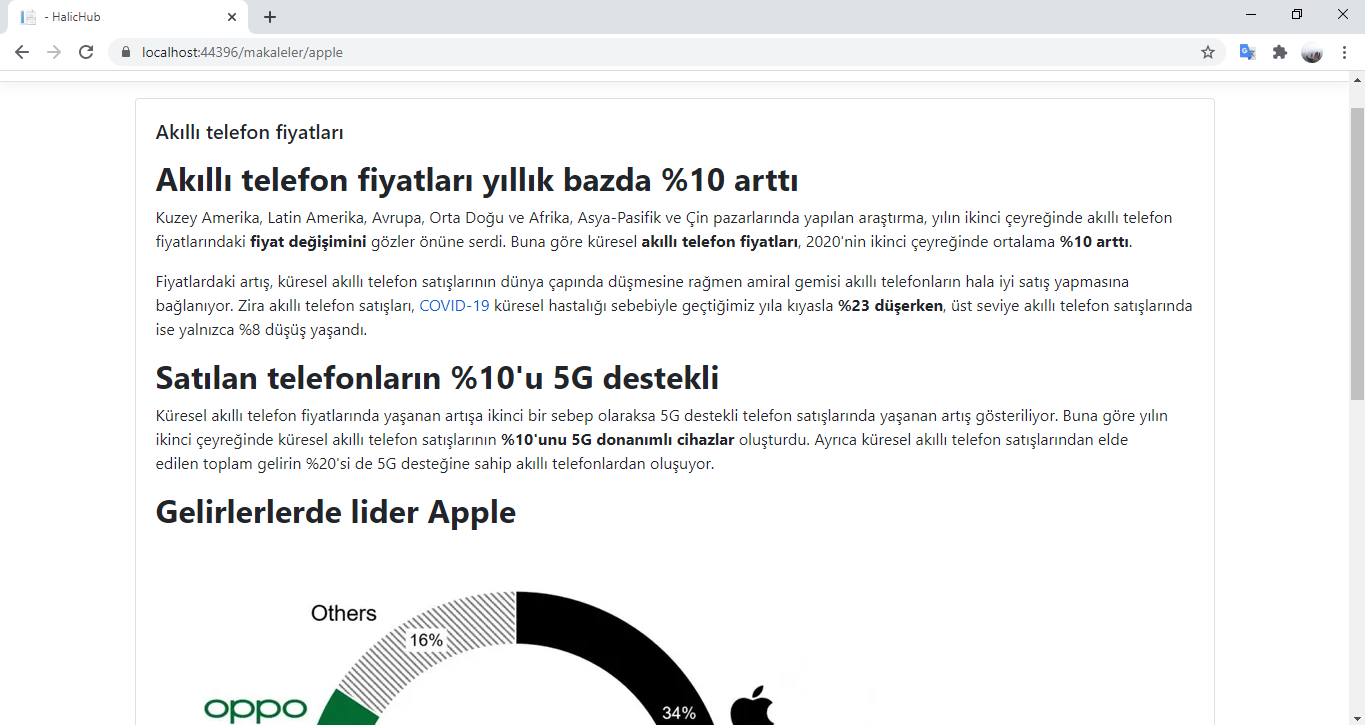 - HalicHub
localhost:44396/makaleler/apple
Akıllı telefon fiyatları
Akıllı telefon fiyatları yıllık bazda %10 arttı
Kuzey Amerika, Latin Amerika, Avrupa, Orta Doğu ve Afrika, Asya-Pasifik ve Çin pazarlarında yapılan araştırma, yılın ikinci çeyreğinde akıllı telefon
fiyatlarındaki fiyat değişimini gözler önüne serdi. Buna göre küresel akıllı telefon fiyatları, 2020'nin ikinci çeyreğinde ortalama %10 arttı.
Fiyatlardaki artış, küresel akıllı telefon satışlarının dünya çapında düşmesine rağmen amiral gemisi akıllı telefonların hala iyi satış yapmasına
bağlanıyor. Zira akıllı telefon satışları, COVID-19 küresel hastalığı sebebiyle geçtiğimiz yıla kıyasla %23 düşerken, üst seviye akıllı telefon satışlarında
ise yalnızca %8 düşüş yaşandı.
Satılan telefonların %10'u 5G destekli
Küresel akıllı telefon fiyatlarında yaşanan artışa ikinci bir sebep olaraksa 5G destekli telefon satışlarında yaşanan artış gösteriliyor. Buna göre yılın
ikinci çeyreğinde küresel akıllı telefon satışlarının %10'unu 5G donanımlı cihazlar oluşturdu. Ayrıca küresel akıllı telefon satışlarından elde
edilen toplam gelirin %20'si de 5G desteğine sahip akıllı telefonlardan oluşuyor.
Gelirlerlerde lider Apple
Others
16%
oppo
34%